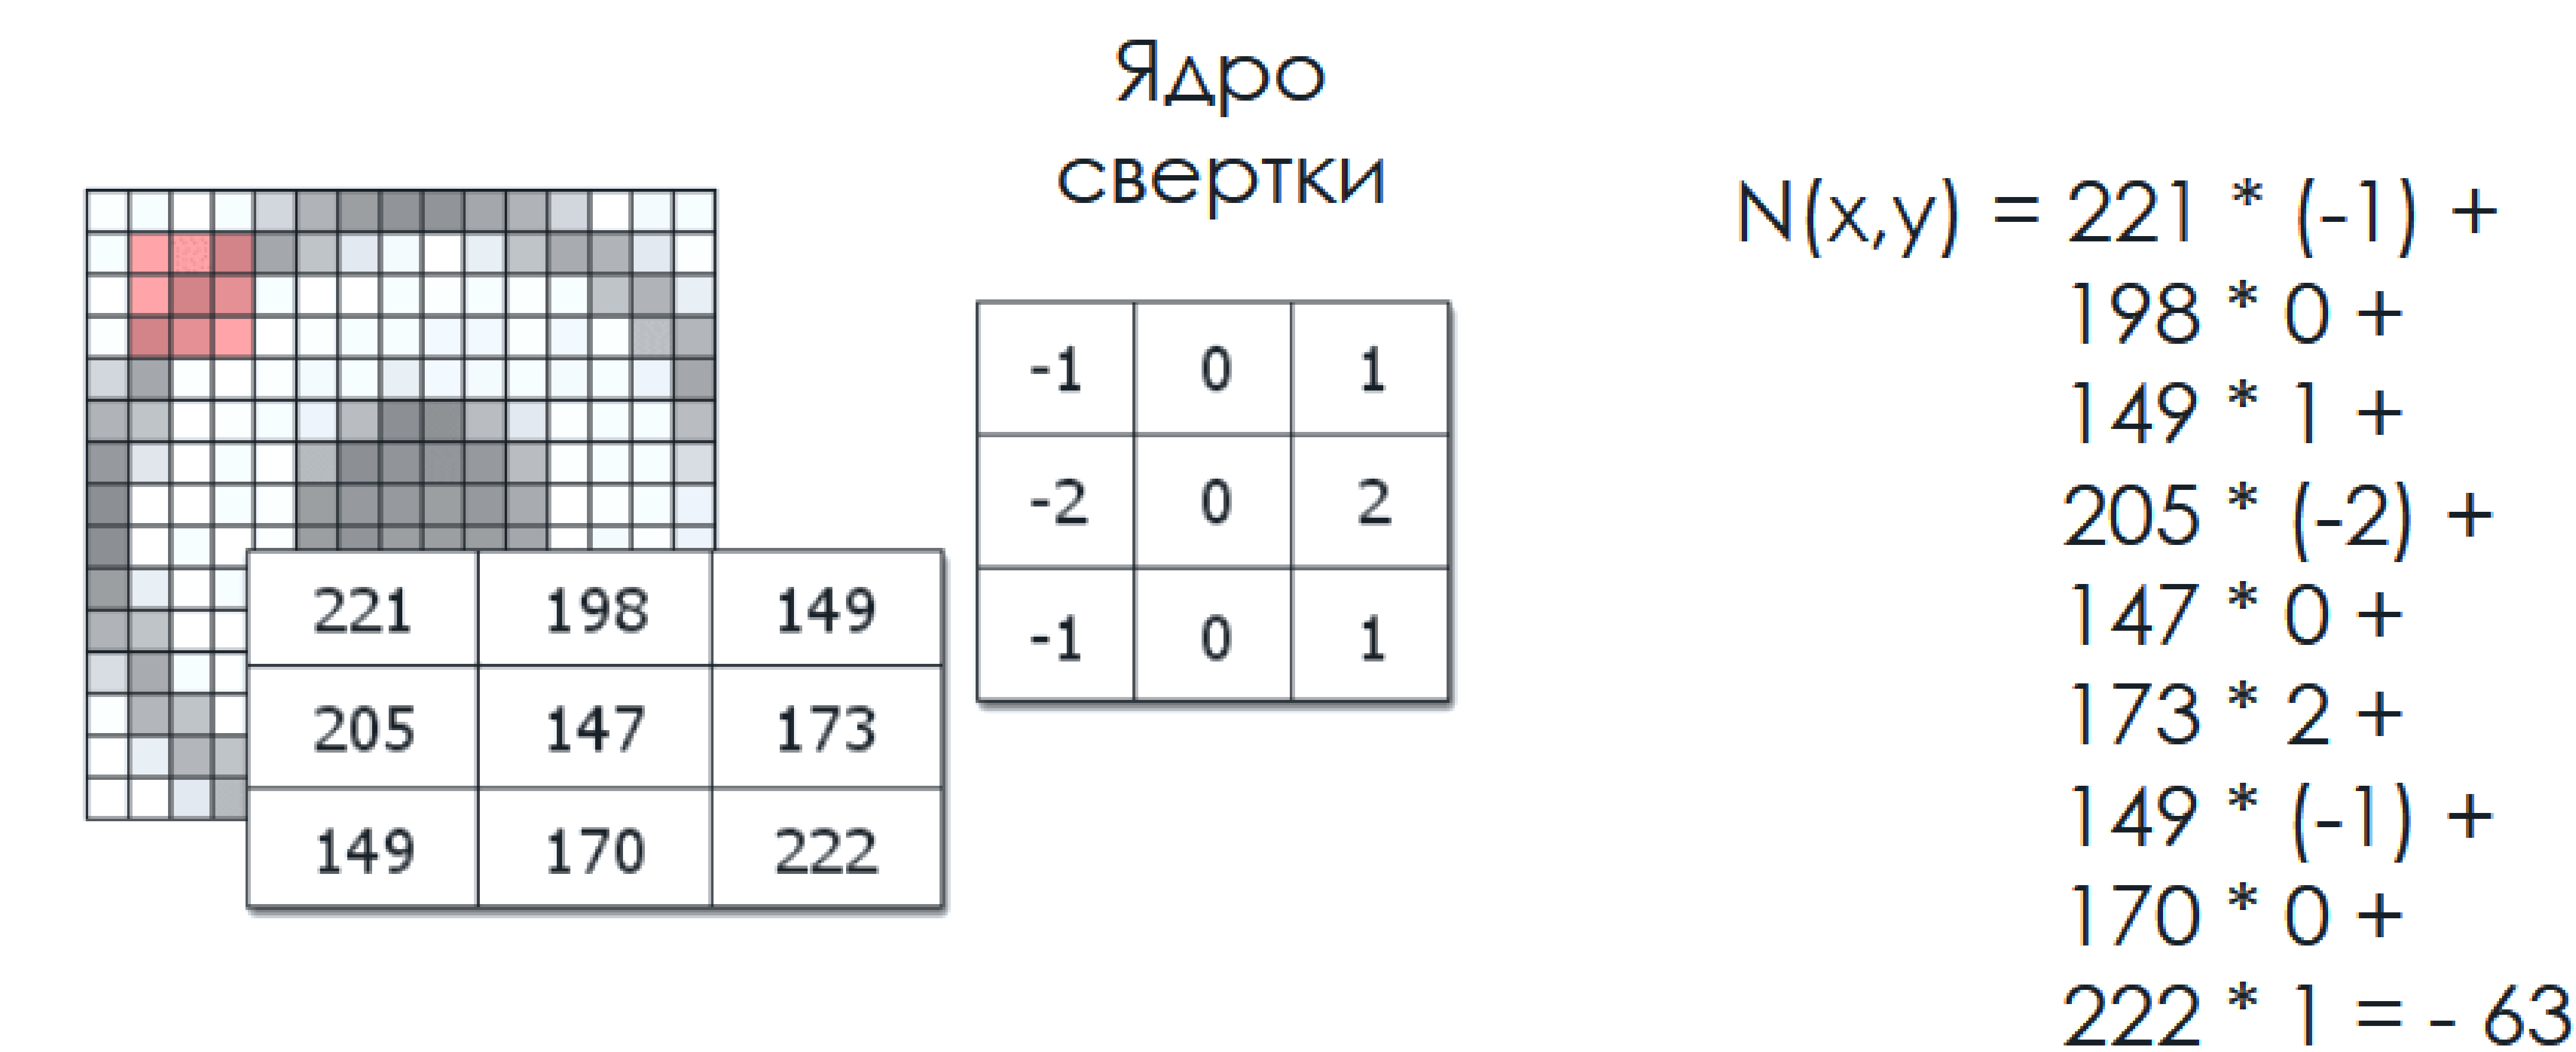 Ядро
свертки
221 198 149
205 147 173
149 170 222
-1 0 1
-2 0 2
-1 0 1
N(x,y) = 221 * (-1) +
198 * 0 +
149 * 1 +
205 * (-2) +
147 * 0 +
173 * 2 +
149 * (-1) +
170 * 0 +
222 * 1 = - 63